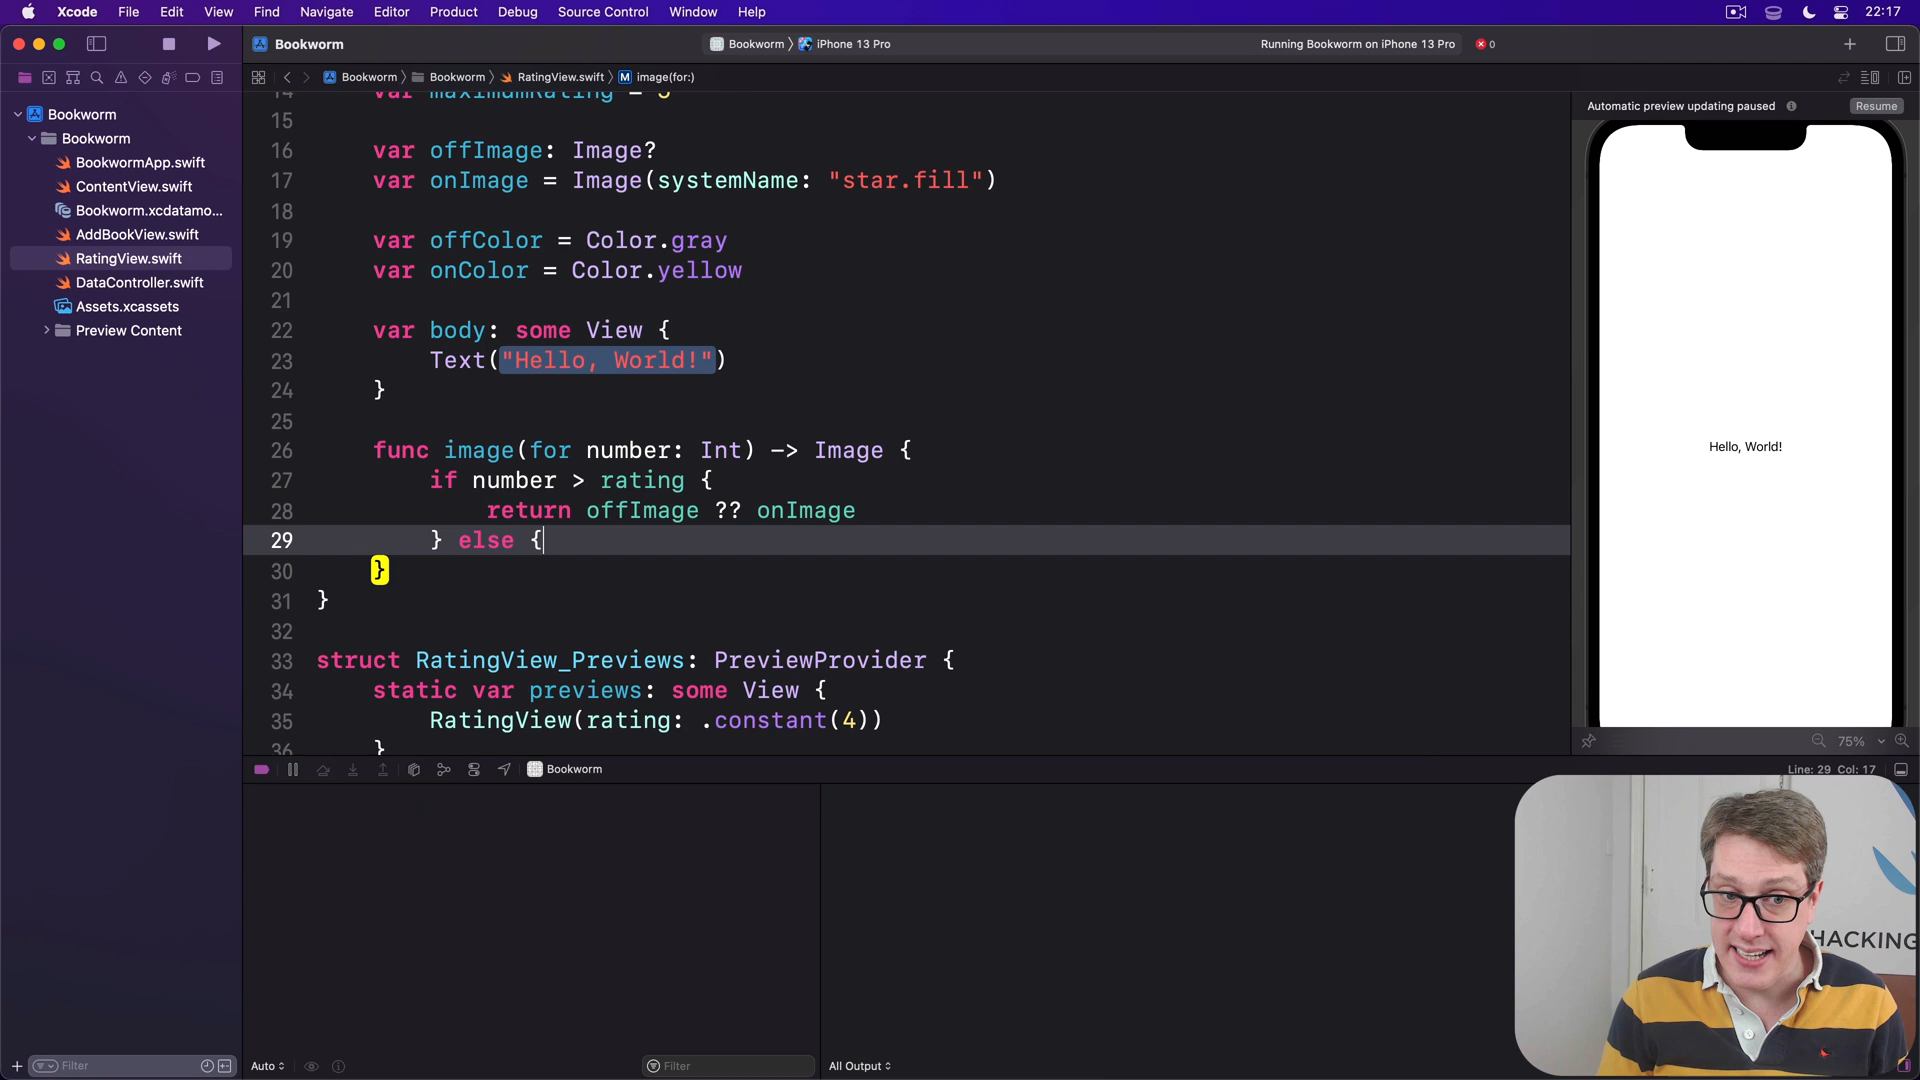 Xcode File Edit View Find Navigate Editor Product Debug Source Control Window Help 22:17
Bookworm Bookworm 〉 iPhone 13 Pro Running Bookworm on iPhone 13 Pro 0
Bookworm 〉 Bookworm 〉 RatingView.swift 〉 M image(for:)
Bookworm
Bookworm
BookwormApp.swift
ContentView.swift
Bookworm.xcdatamo...
AddBookView.swift
RatingView.swift
DataController.swift
Assets.xcassets
Preview Content
14 var maximumRating = 5
15
16 var offImage: Image?
17 var onImage = Image(systemName: "star.fill")
18
19 var offColor = Color.gray
20 var onColor = Color.yellow
21
22 var body: some View {
23 Text("Hello, World!")
24 }
25
26 func image(for number: Int) -> Image {
27 if number > rating {
28 return offImage ?? onImage
29 } else {
30 }
31 }
32
33 struct RatingView_Previews: PreviewProvider {
34 static var previews: some View {
35 RatingView(rating: .constant(4))
36 }
Automatic preview updating paused Resume
Hello, World!
75%
Bookworm Line: 29 Col: 17
HACKING
Filter Auto Filter All Output